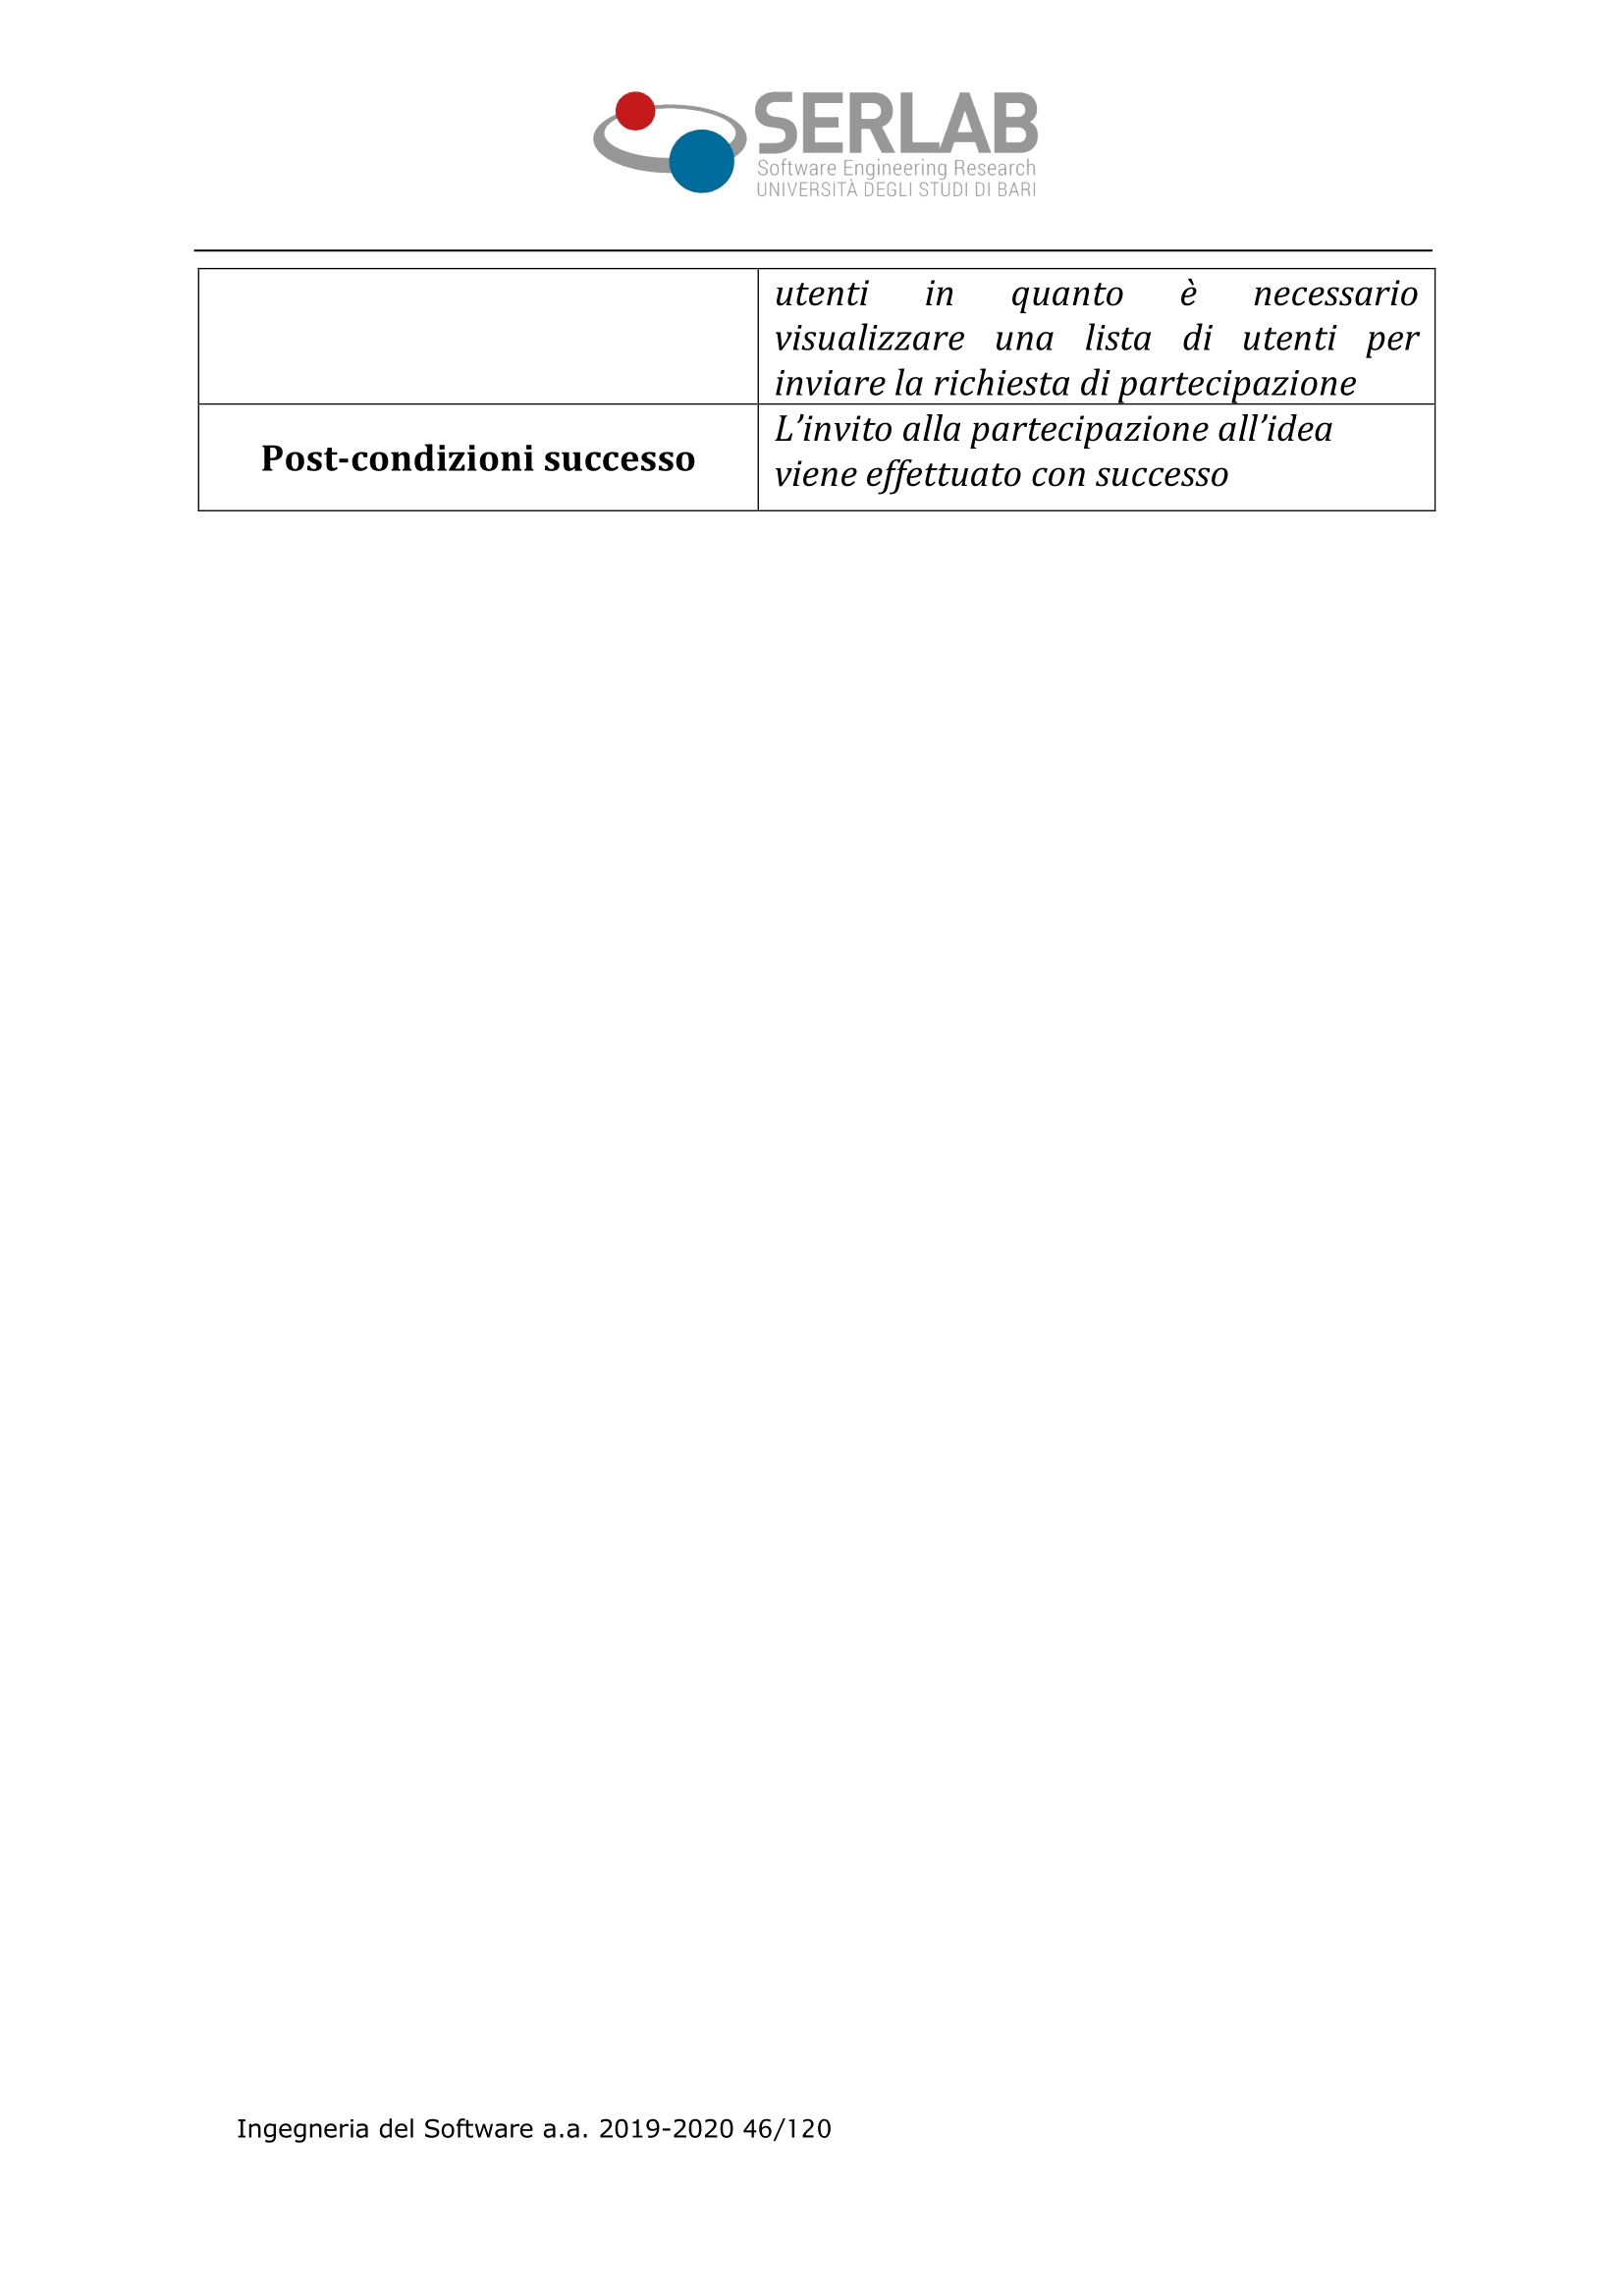 SERLAB
Software Engineering Research
UNIVERSITÀ DEGLI STUDI DI BARI
utenti in quanto è necessario
visualizzare una lista di utenti per
inviare la richiesta di partecipazione
Post-condizioni successo
L’invito alla partecipazione all’idea
viene effettuato con successo
Ingegneria del Software a.a. 2019-2020 46/120